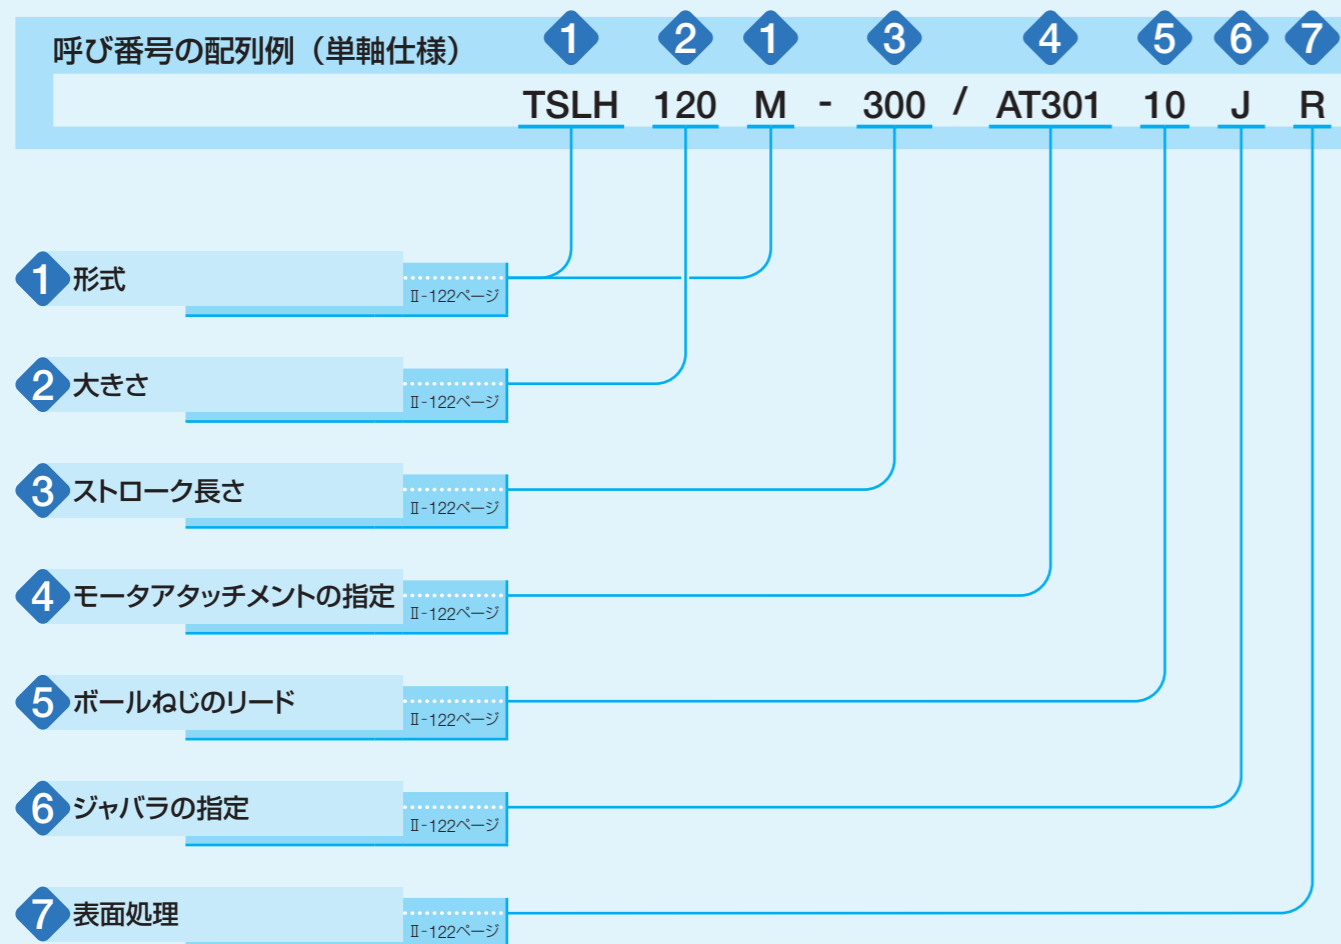 呼び番号の配列例（単軸仕様） 1 2 1 3 4 5 6 7
TSLH 120 M - 300 / AT301 10 J R
1 形式
Ⅱ-122ページ
2 大きさ
Ⅱ-122ページ
3 ストローク長さ
Ⅱ-122ページ
4 モータアタッチメントの指定
Ⅱ-122ページ
5 ボールねじのリード
Ⅱ-122ページ
6 ジャバラの指定
Ⅱ-122ページ
7 表面処理
Ⅱ-122ページ